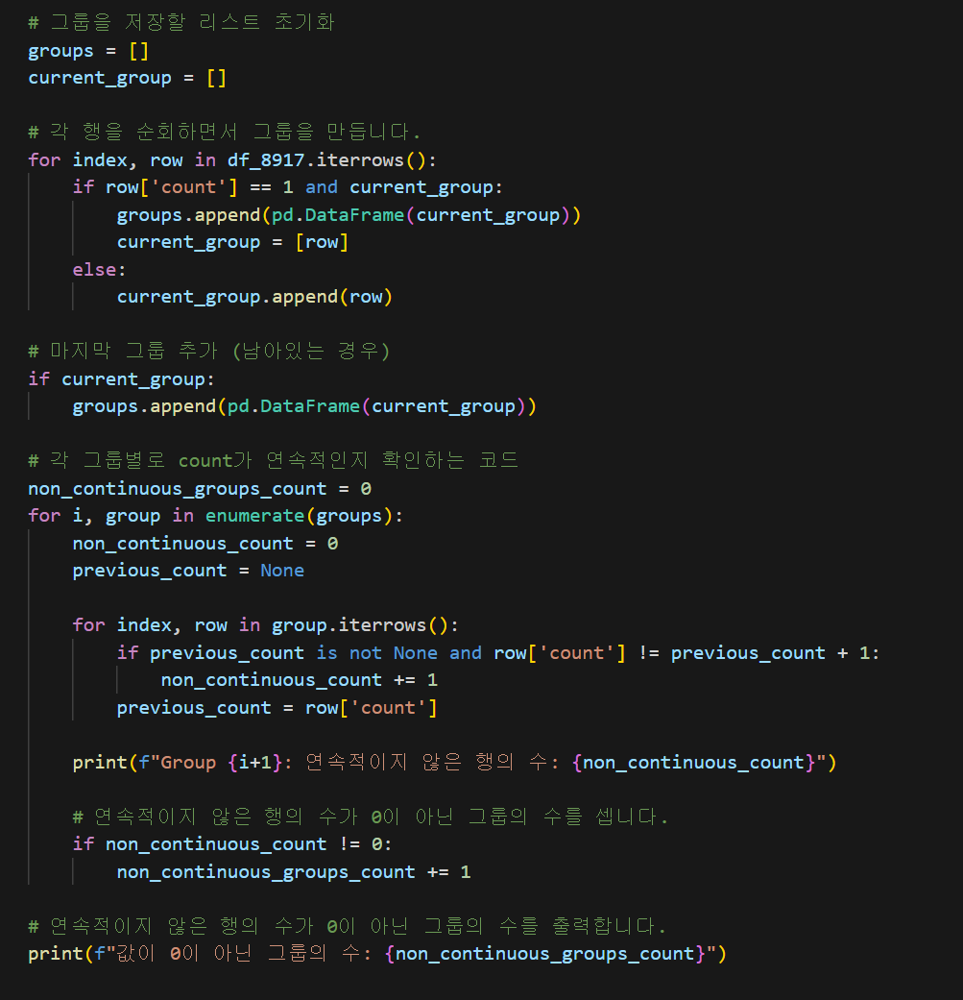 # 그룹을 저장할 리스트 초기화
groups = []
current_group = []
# 각 행을 순회하면서 그룹을 만듭니다.
for index, row in df_8917.iterrows():
    if row['count'] == 1 and current_group:
        groups.append(pd.DataFrame(current_group))
        current_group = [row]
    else:
        current_group.append(row)
# 마지막 그룹 추가 (남아있는 경우)
if current_group:
    groups.append(pd.DataFrame(current_group))
# 각 그룹별로 count가 연속적인지 확인하는 코드
non_continuous_groups_count = 0
for i, group in enumerate(groups):
    non_continuous_count = 0
    previous_count = None
    for index, row in group.iterrows():
        if previous_count is not None and row['count'] != previous_count + 1:
            non_continuous_count += 1
        previous_count = row['count']
    print(f"Group {i+1}: 연속적이지 않은 행의 수: {non_continuous_count}")
    # 연속적이지 않은 행의 수가 0이 아닌 그룹의 수를 셉니다.
    if non_continuous_count != 0:
        non_continuous_groups_count += 1
# 연속적이지 않은 행의 수가 0이 아닌 그룹의 수를 출력합니다.
print(f"값이 0이 아닌 그룹의 수: {non_continuous_groups_count}")